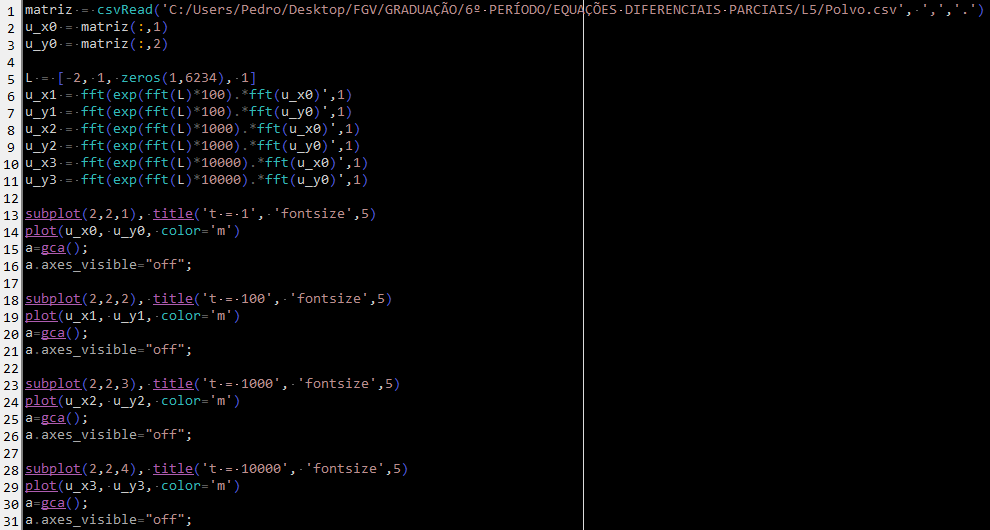 1 matriz = csvRead('C:/Users/Pedro/Desktop/FGV/GRADUAÇÃO/6º PERÍODO/EQUAÇÕES DIFERENCIAIS PARCIAIS/L5/Polvo.csv', ',','.')
2 u_x0 = matriz(:,1)
3 u_y0 = matriz(:,2)
4
5 L = [-2, 1, zeros(1,6234), 1]
6 u_x1 = fft(exp(fft(L)*100).*fft(u_x0)',1)
7 u_y1 = fft(exp(fft(L)*100).*fft(u_y0)',1)
8 u_x2 = fft(exp(fft(L)*1000).*fft(u_x0)',1)
9 u_y2 = fft(exp(fft(L)*1000).*fft(u_y0)',1)
10 u_x3 = fft(exp(fft(L)*10000).*fft(u_x0)',1)
11 u_y3 = fft(exp(fft(L)*10000).*fft(u_y0)',1)
12
13 subplot(2,2,1), title('t = 1', 'fontsize',5)
14 plot(u_x0, u_y0, color='m')
15 a=gca();
16 a.axes_visible="off";
17
18 subplot(2,2,2), title('t = 100', 'fontsize',5)
19 plot(u_x1, u_y1, color='m')
20 a=gca();
21 a.axes_visible="off";
22
23 subplot(2,2,3), title('t = 1000', 'fontsize',5)
24 plot(u_x2, u_y2, color='m')
25 a=gca();
26 a.axes_visible="off";
27
28 subplot(2,2,4), title('t = 10000', 'fontsize',5)
29 plot(u_x3, u_y3, color='m')
30 a=gca();
31 a.axes_visible="off";